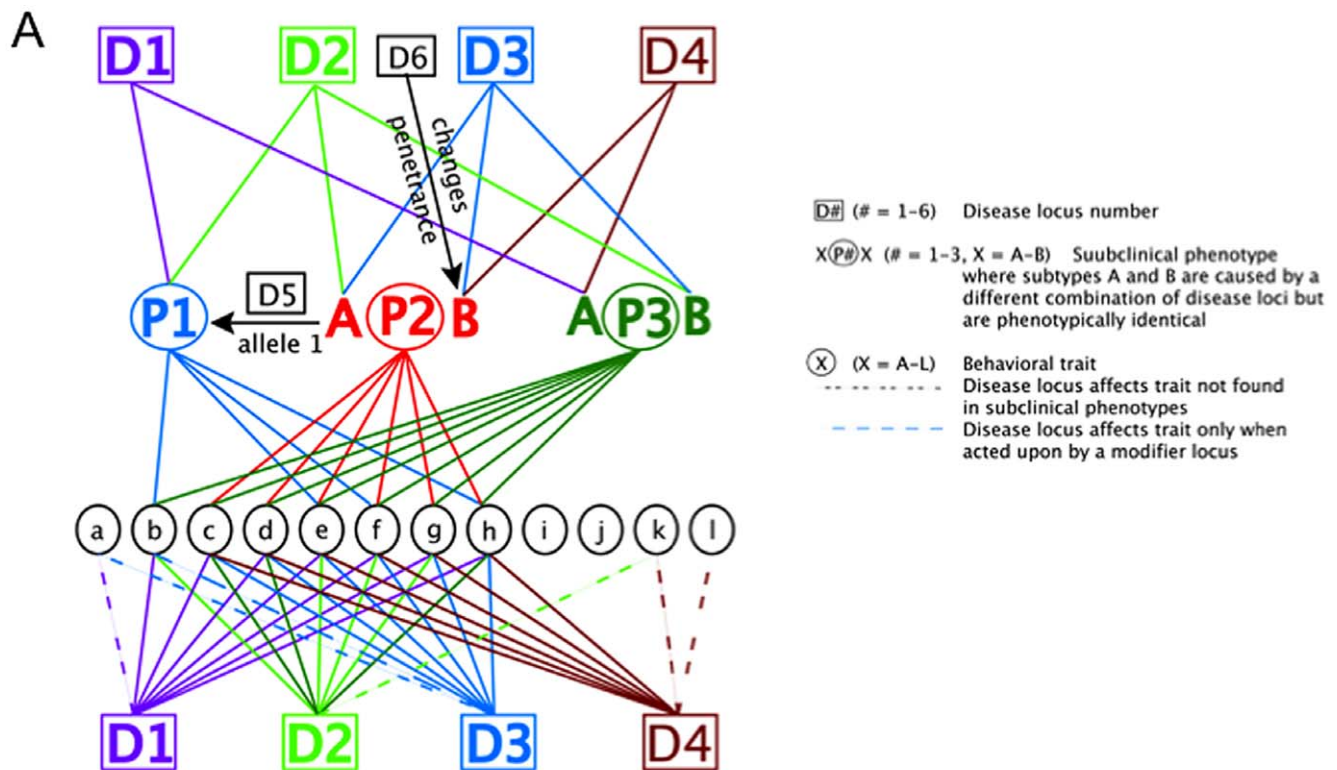 A
D1 D2 D6 D3 D4
changes
penetrance
D5
P1 A P2 B A P3 B
allele 1
a b c d e f g h i j k l
D1 D2 D3 D4
D# (# = 1-6) Disease locus number
X P# X (# = 1-3, X = A-B) Suubclinical phenotype
where subtypes A and B are caused by a
different combination of disease loci but
are phenotypically identical
X (X = A-L) Behavioral trait
Disease locus affects trait not found
in subclinical phenotypes
Disease locus affects trait only when
acted upon by a modifier locus